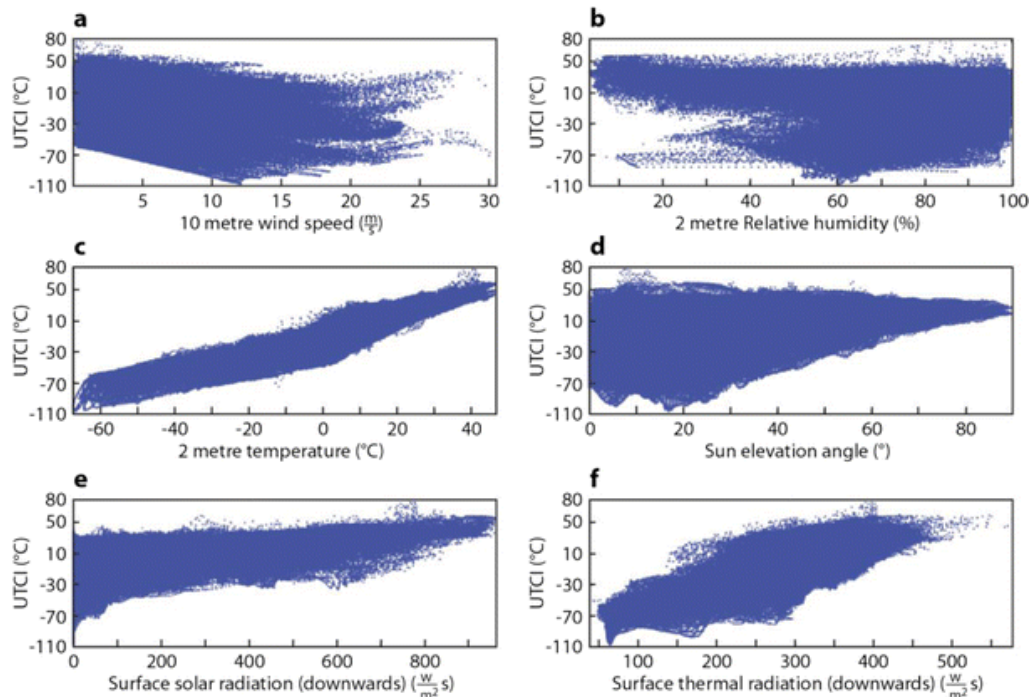 a
80
50
10
-30
-70
-110
UTCI (°C)
5 10 15 20 25 30
10 metre wind speed (m/s)
b
80
50
10
-30
-70
-110
UTCI (°C)
20 40 60 80 100
2 metre Relative humidity (%)
c
80
50
10
-30
-70
-110
UTCI (°C)
-60 -40 -20 0 20 40
2 metre temperature (°C)
d
80
50
10
-30
-70
-110
UTCI (°C)
0 20 40 60 80
Sun elevation angle (°)
e
80
50
10
-30
-70
-110
UTCI (°C)
0 200 400 600 800
Surface solar radiation (downwards) (w/m² s)
f
80
50
10
-30
-70
-110
UTCI (°C)
100 200 300 400 500
Surface thermal radiation (downwards) (w/m² s)